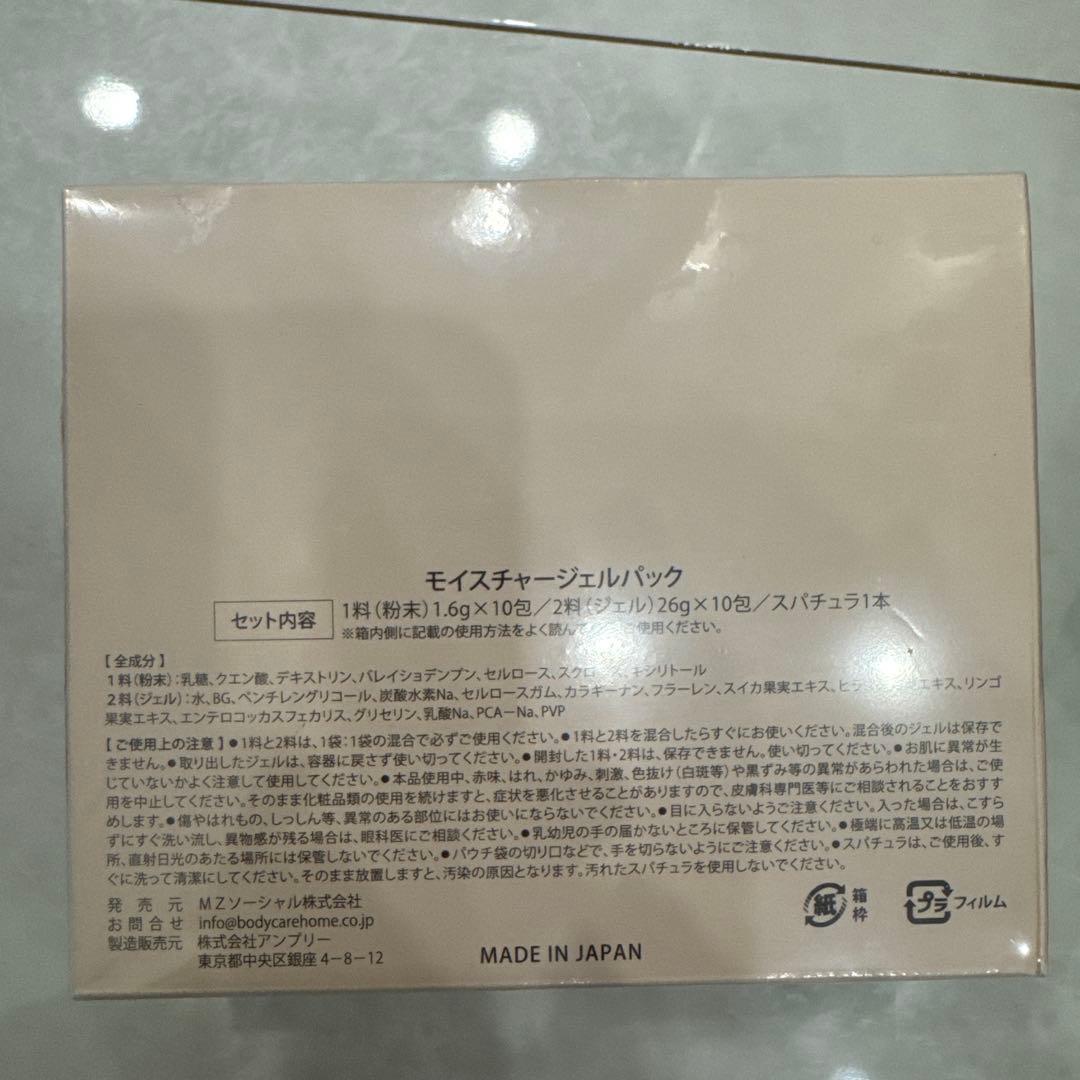 モイスチャージェルパック
セット内容 1料(粉末)1.6g×10包／2料(ジェル)26g×10包／スパチュラ1本
※箱内側に記載の使用方法をよく読んで ご使用ください。
【全成分】
1料(粉末):乳糖、クエン酸、デキストリン、バレイショデンプン、セルロース、スクロ キシリトール
2料(ジェル):水、BG、ペンチレングリコール、炭酸水素Na、セルロースガム、カラギーナン、フラーレン、スイカ果実エキス、ヒ エキス、リンゴ
果実エキス、エンテロコッカスフェカリス、グリセリン、乳酸Na、PCA－Na、PVP
【ご使用上の注意】●1料と2料は、1袋:1袋の混合で必ずご使用ください。●1料と2料を混合したらすぐにお使いください。混合後のジェルは保存で
きません。●取り出したジェルは、容器に戻さず使い切ってください。●開封した1料・2料は、保存できません。使い切ってください。●お肌に異常が生
じていないかよく注意して使用してください。●本品使用中、赤味、はれ、かゆみ、刺激、色抜け(白斑等)や黒ずみ等の異常があらわれた場合は、ご使
用を中止してください。そのまま化粧品類の使用を続けますと、症状を悪化させることがありますので、皮膚科専門医等にご相談されることをおすす
めします。●傷やはれもの、しっしん等、異常のある部位にはお使いにならないでください。●目に入らないようご注意ください。入った場合は、こすら
ずにすぐ洗い流し、異物感が残る場合は、眼科医にご相談ください。●乳幼児の手の届かないところに保管してください。●極端に高温又は低温の場
所、直射日光のあたる場所には保管しないでください。●パウチ袋の切り口などで、手を切らないようにご注意ください。●スパチュラは、ご使用後、す
ぐに洗って清潔にしてください。そのまま放置しますと、汚染の原因となります。汚れたスパチュラを使用しないでください。
発売元 ＭＺソーシャル株式会社
お問合せ info@bodycarehome.co.jp
製造販売元 株式会社アンプリー
東京都中央区銀座4－8－12
MADE IN JAPAN
紙 箱 枠
プラ フィルム